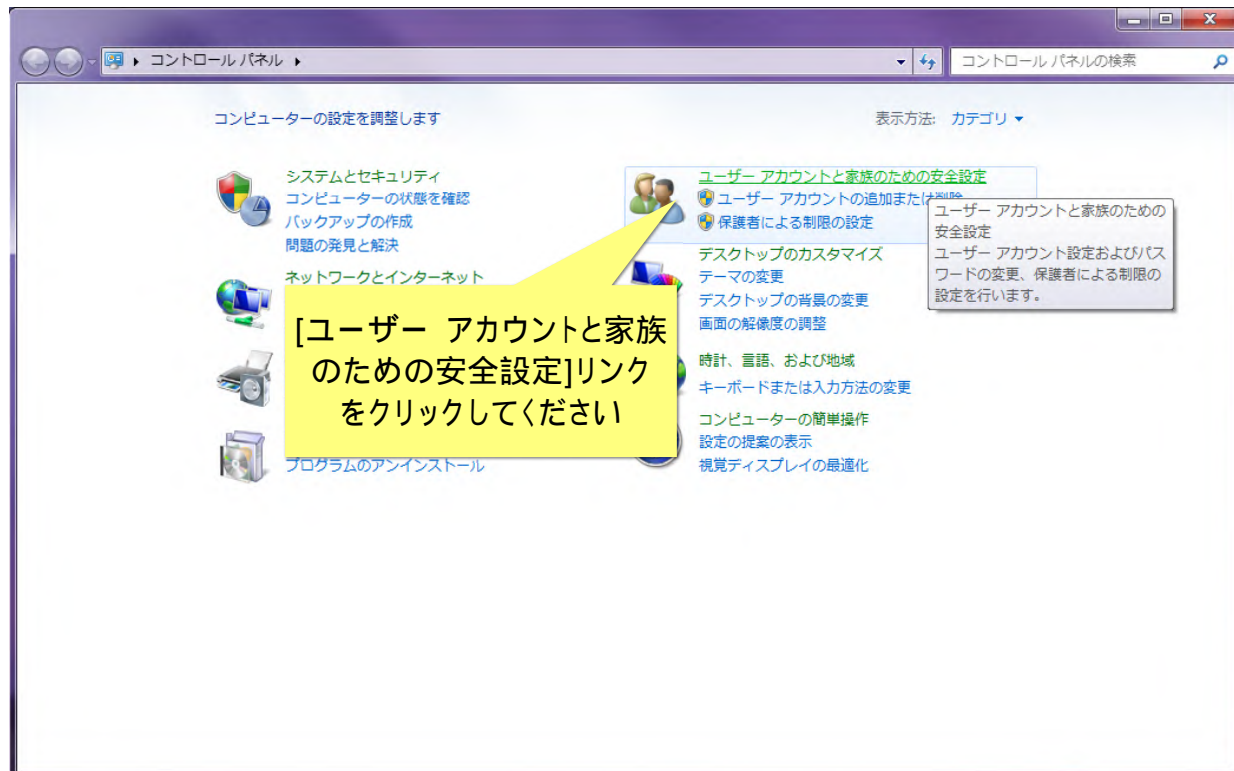 コントロール パネル
コントロール パネルの検索
コンピューターの設定を調整します
表示方法: カテゴリ
システムとセキュリティ
コンピューターの状態を確認
バックアップの作成
問題の発見と解決
ネットワークとインターネット
プログラムのアンインストール
[ユーザー アカウントと家族
のための安全設定]リンク
をクリックしてください
ユーザー アカウントと家族のための安全設定
ユーザー アカウントの追加または削除
保護者による制限の設定
デスクトップのカスタマイズ
テーマの変更
デスクトップの背景の変更
画面の解像度の調整
時計、言語、および地域
キーボードまたは入力方法の変更
コンピューターの簡単操作
設定の提案の表示
視覚ディスプレイの最適化
ユーザー アカウントと家族のための
安全設定
ユーザー アカウント設定およびパス
ワードの変更、保護者による制限の
設定を行います。